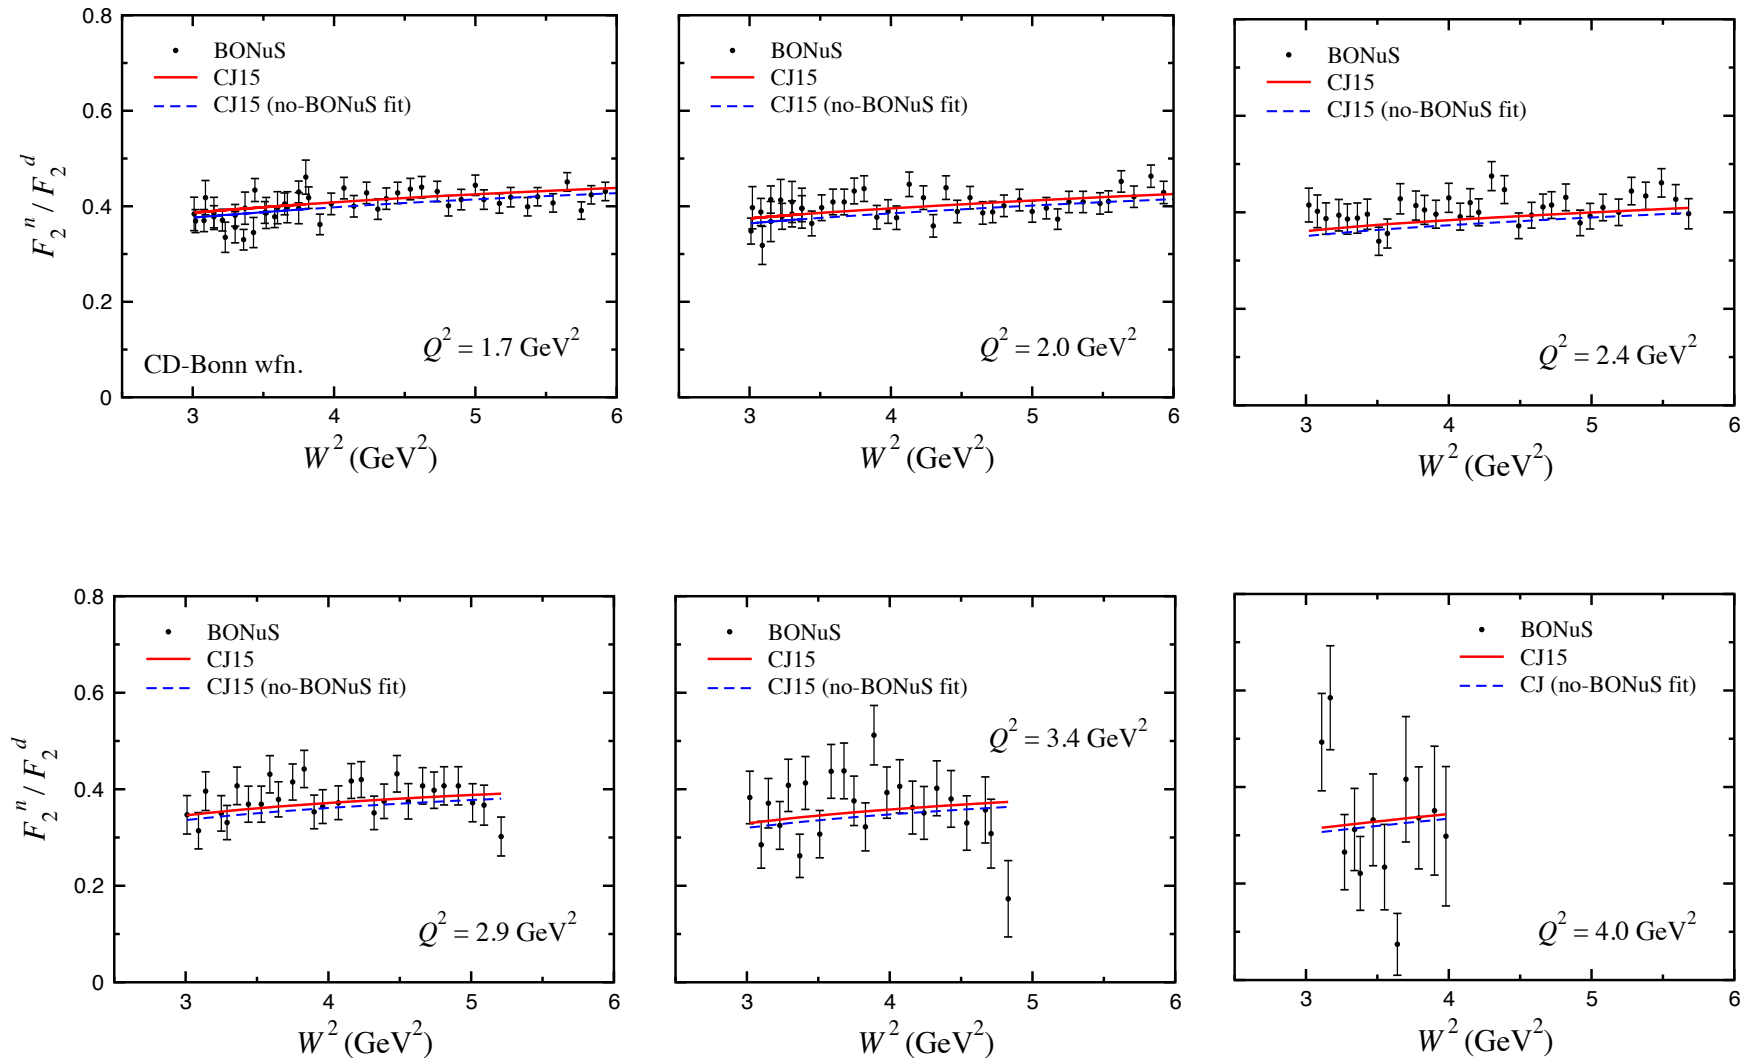 0.8
0.6
0.4
0.2
0
F₂ⁿ / F₂ᵈ
BONuS
CJ15
CJ15 (no-BONuS fit)
Q² = 1.7 GeV²
CD-Bonn wfn.
3 4 5 6
W² (GeV²)
BONuS
CJ15
CJ15 (no-BONuS fit)
Q² = 2.0 GeV²
3 4 5 6
W² (GeV²)
BONuS
CJ15
CJ15 (no-BONuS fit)
Q² = 2.4 GeV²
3 4 5 6
W² (GeV²)
0.8
0.6
0.4
0.2
0
F₂ⁿ / F₂ᵈ
BONuS
CJ15
CJ15 (no-BONuS fit)
Q² = 2.9 GeV²
3 4 5 6
W² (GeV²)
BONuS
CJ15
CJ15 (no-BONuS fit)
Q² = 3.4 GeV²
3 4 5 6
W² (GeV²)
BONuS
CJ15
CJ (no-BONuS fit)
Q² = 4.0 GeV²
3 4 5 6
W² (GeV²)